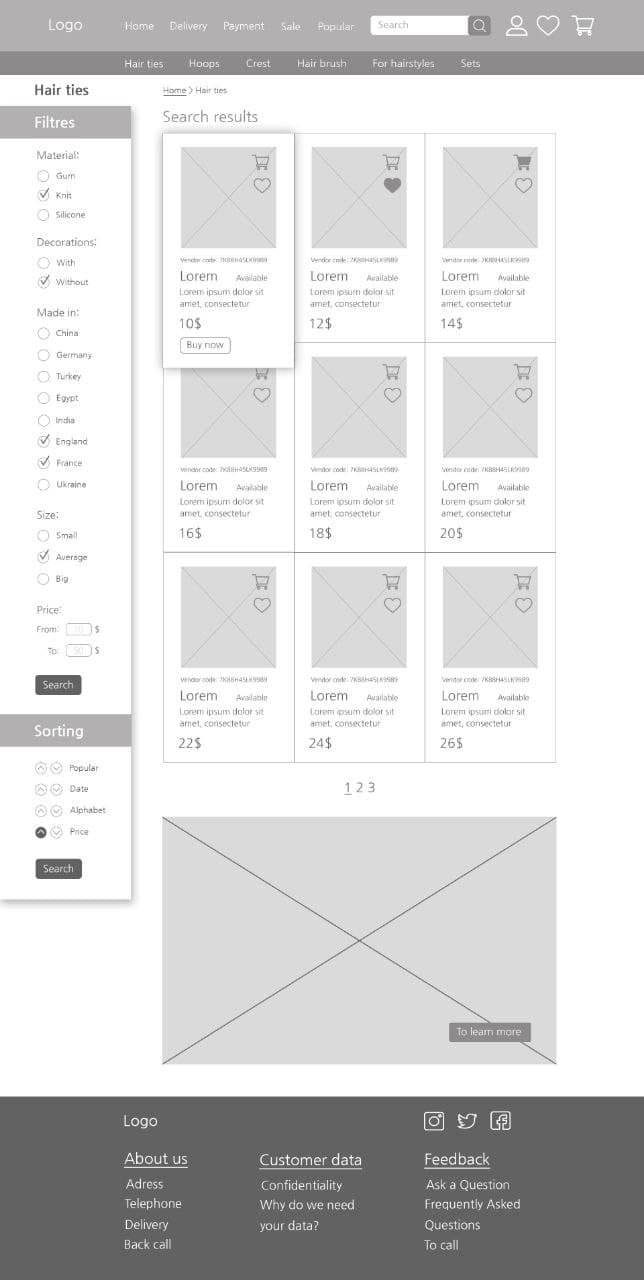 Logo
Home Delivery Payment Sale Popular
Search
Hair ties Hoops Crest Hair brush For hairstyles Sets
Hair ties
Home > Hair ties
Filtres
Material:
Gum
Knit
Silicone
Decorations:
With
Without
Made in:
China
Germany
Turkey
Egypt
India
England
France
Ukraine
Size:
Small
Average
Big
Price:
From: 10 $
To: 50 $
Search
Sorting
Popular
Date
Alphabet
Price
Search
Search results
Vendor code: 7K88H45LK9989
Lorem Available
Lorem ipsum dolor sit
amet, consectetur
10$
Buy now
Vendor code: 7K88H45LK9989
Lorem Available
Lorem ipsum dolor sit
amet, consectetur
12$
Vendor code: 7K88H45LK9989
Lorem Available
Lorem ipsum dolor sit
amet, consectetur
14$
Vendor code: 7K88H45LK9989
Lorem Available
Lorem ipsum dolor sit
amet, consectetur
16$
Vendor code: 7K88H45LK9989
Lorem Available
Lorem ipsum dolor sit
amet, consectetur
18$
Vendor code: 7K88H45LK9989
Lorem Available
Lorem ipsum dolor sit
amet, consectetur
20$
Vendor code: 7K88H45LK9989
Lorem Available
Lorem ipsum dolor sit
amet, consectetur
22$
Vendor code: 7K88H45LK9989
Lorem Available
Lorem ipsum dolor sit
amet, consectetur
24$
Vendor code: 7K88H45LK9989
Lorem Available
Lorem ipsum dolor sit
amet, consectetur
26$
1 2 3
To learn more
Logo
About us
Adress
Telephone
Delivery
Back call
Customer data
Confidentiality
Why do we need
your data?
Feedback
Ask a Question
Frequently Asked
Questions
To call